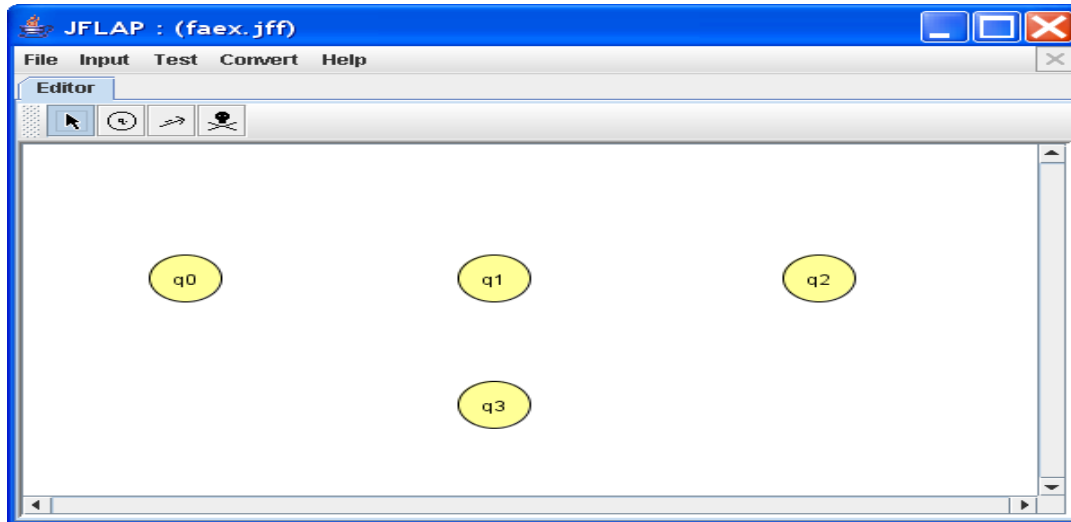 JFLAP : (faex.jff)
File Input Test Convert Help
Editor
q
q0 q1 q2
q3